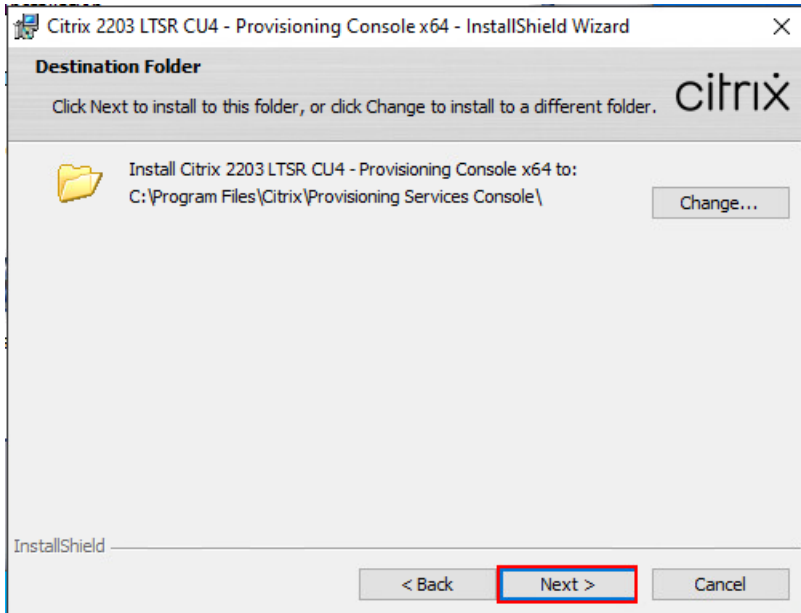 Citrix 2203 LTSR CU4 - Provisioning Console x64 - InstallShield Wizard
Destination Folder
Click Next to install to this folder, or click Change to install to a different folder.
citrix
Install Citrix 2203 LTSR CU4 - Provisioning Console x64 to:
C:\Program Files\Citrix\Provisioning Services Console\
Change...
InstallShield
< Back
Next >
Cancel